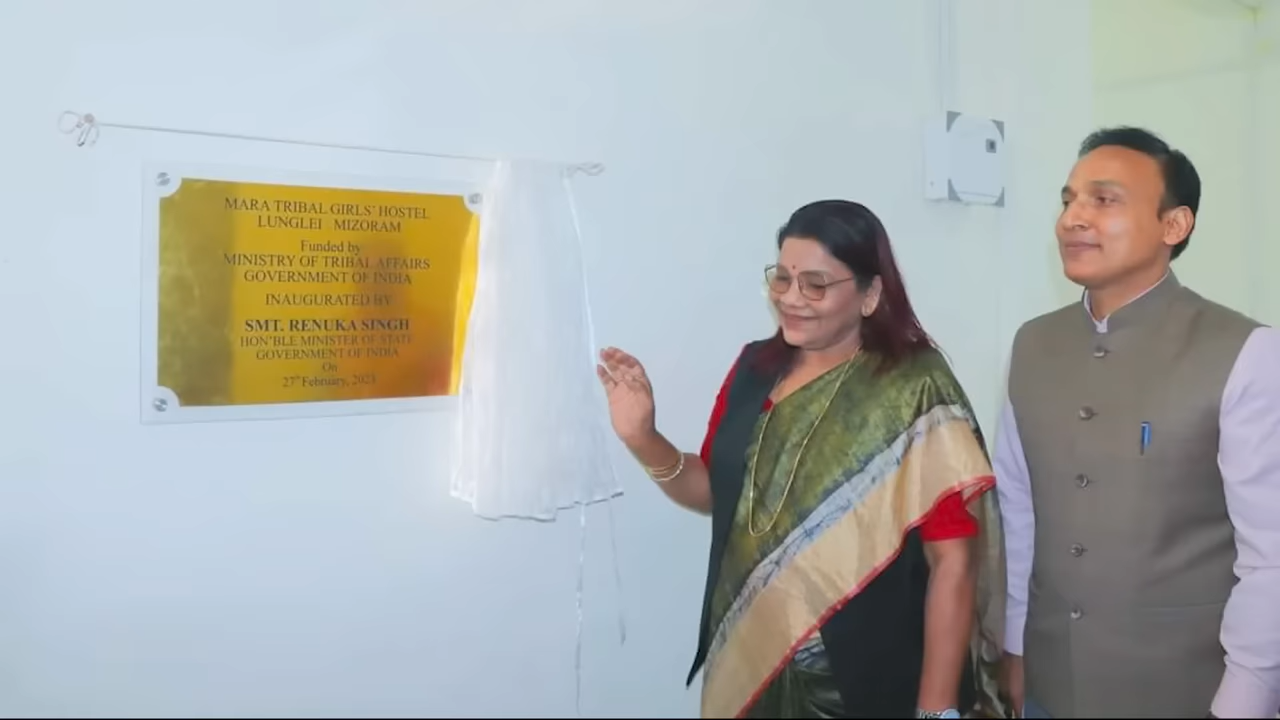 MARA TRIBAL GIRLS' HOSTEL
LUNGLEI MIZORAM
Funded by
MINISTRY OF TRIBAL AFFAIRS
GOVERNMENT OF INDIA
INAUGURATED BY
SMT. RENUKA SINGH
HON'BLE MINISTER OF STATE
GOVERNMENT OF INDIA
On
27th February, 2023